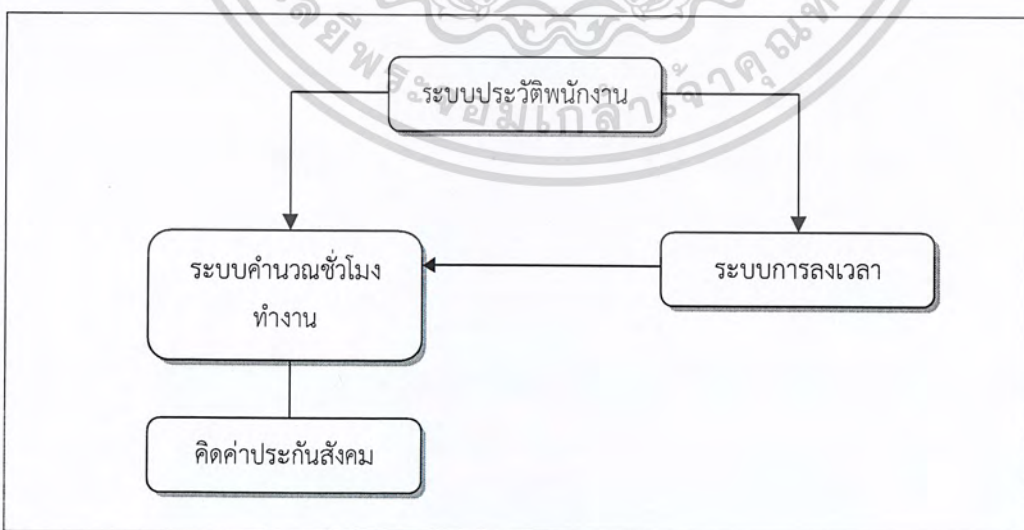 ระบบประวัติพนักงาน
ระบบคำนวณชั่วโมง
ทำงาน
ระบบการลงเวลา
คิดค่าประกันสังคม